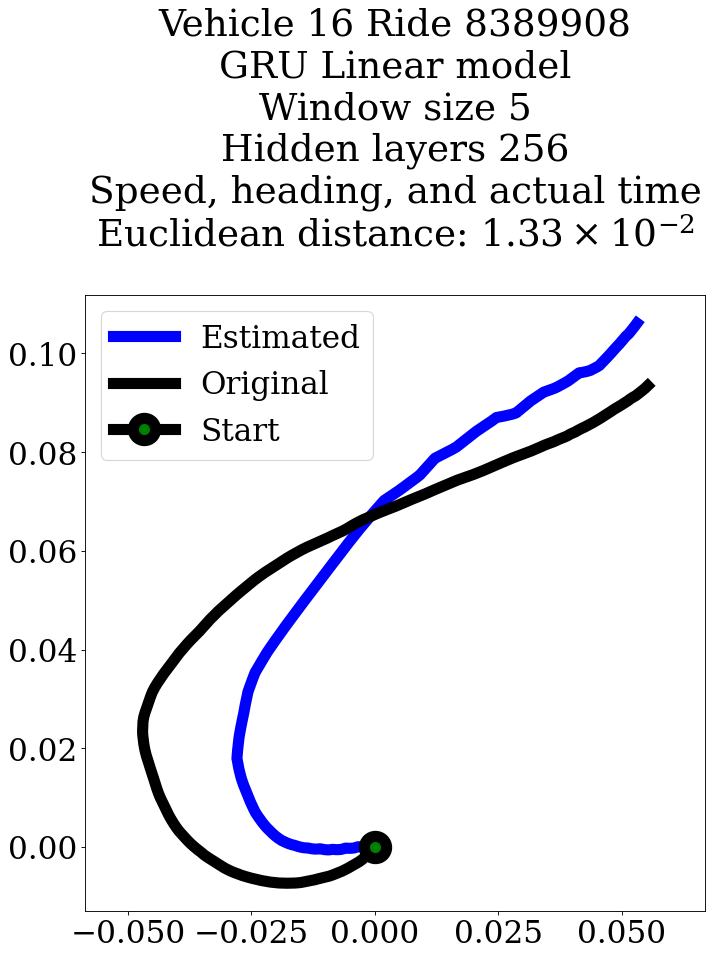 Vehicle 16 Ride 8389908
GRU Linear model
Window size 5
Hidden layers 256
Speed, heading, and actual time
Euclidean distance: 1.33 × 10⁻²
Estimated
Original
Start
0.10
0.08
0.06
0.04
0.02
0.00
−0.050 −0.025 0.000 0.025 0.050